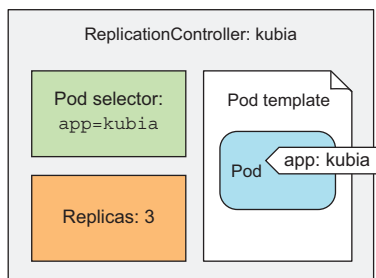 ReplicationController: kubia
Pod selector:
app=kubia
Replicas: 3
Pod template
Pod
app: kubia